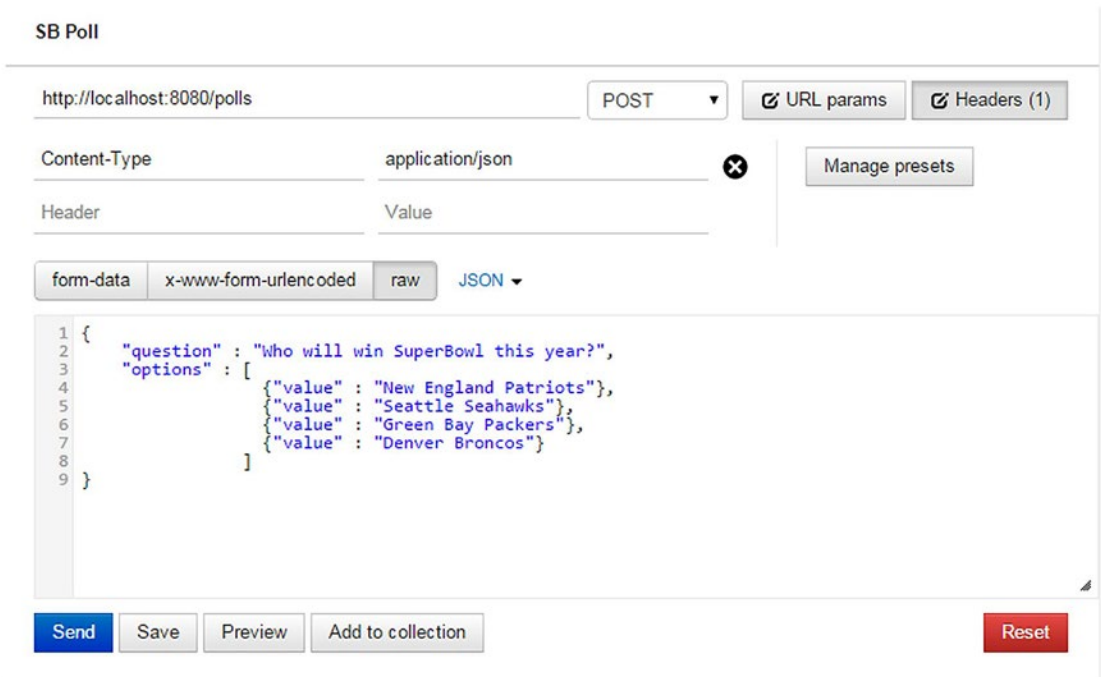 SB Poll
http://localhost:8080/polls POST URL params Headers (1)
Content-Type application/json Manage presets
Header Value
form-data x-www-form-urlencoded raw JSON
1 {
2 "question" : "Who will win SuperBowl this year?",
3 "options" : [
4 {"value" : "New England Patriots"},
5 {"value" : "Seattle Seahawks"},
6 {"value" : "Green Bay Packers"},
7 {"value" : "Denver Broncos"}
8 ]
9 }
Send Save Preview Add to collection Reset